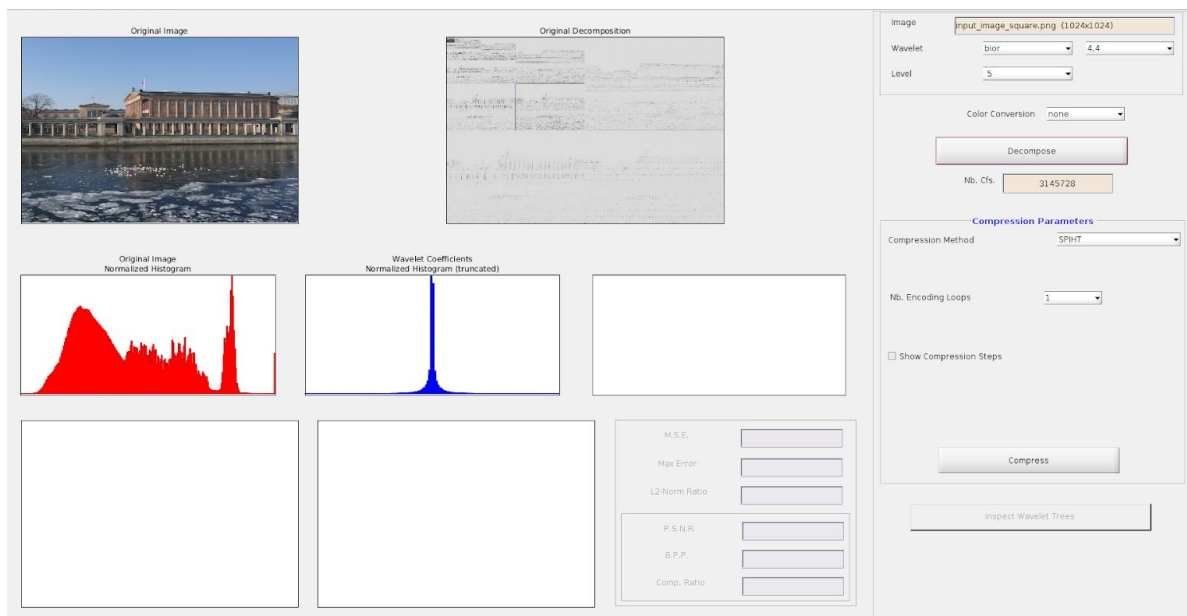 Original Image
Original Decomposition
Original Image
Normalized Histogram
Wavelet Coefficients
Normalized Histogram (truncated)
M.S.E.
Max Error
L2-Norm Ratio
P.S.N.R.
B.P.P.
Comp. Ratio
Image input_image_square.png (1024x1024)
Wavelet bior 4.4
Level 5
Color Conversion none
Decompose
Nb. Cfs. 3145728
Compression Parameters
Compression Method SPIHT
Nb. Encoding Loops 1
Show Compression Steps
Compress
Inspect Wavelet Trees